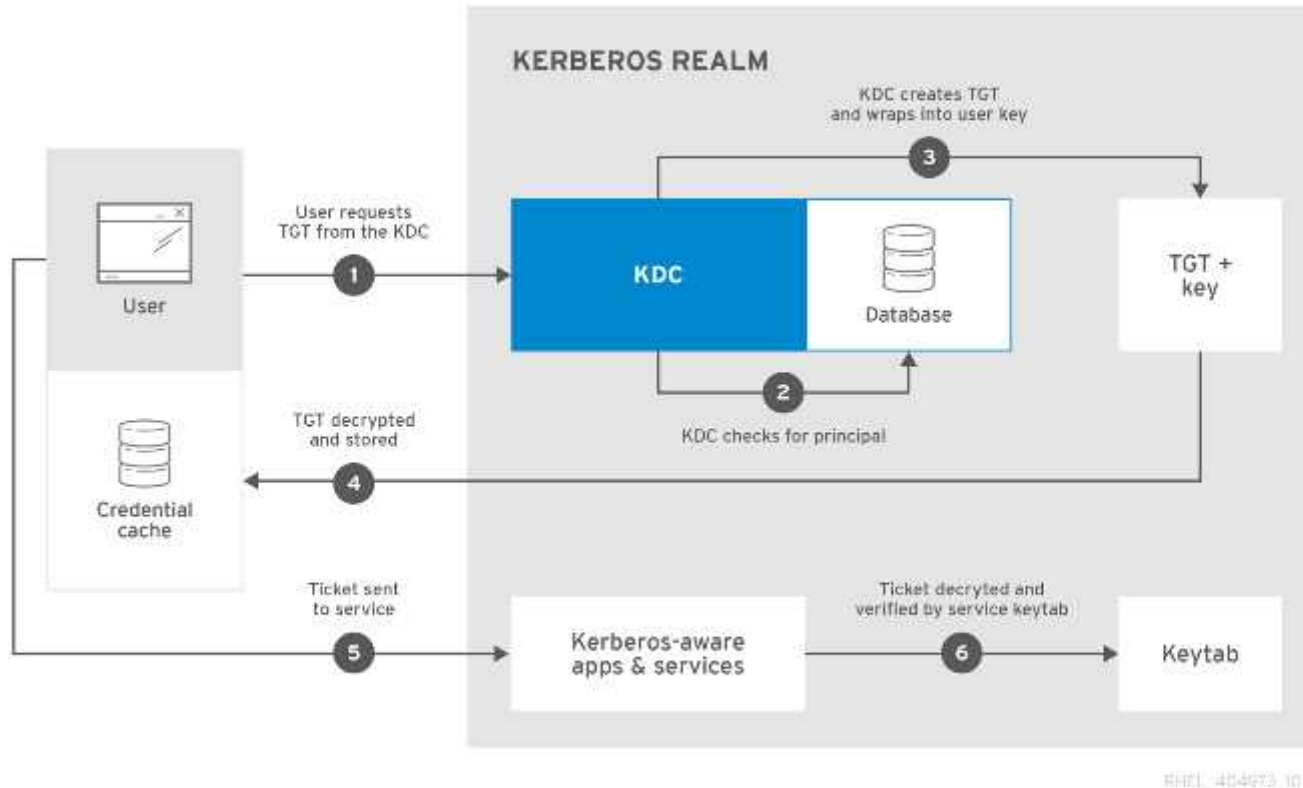 KERBEROS REALM
KDC creates TGT
and wraps into user key
3
User requests
TGT from the KDC
1
User
KDC
Database
TGT +
key
2
KDC checks for principal
TGT decrypted
and stored
4
Credential
cache
Ticket sent
to service
5
Kerberos-aware
apps & services
Ticket decryted and
verified by service keytab
6
Keytab
RHEL